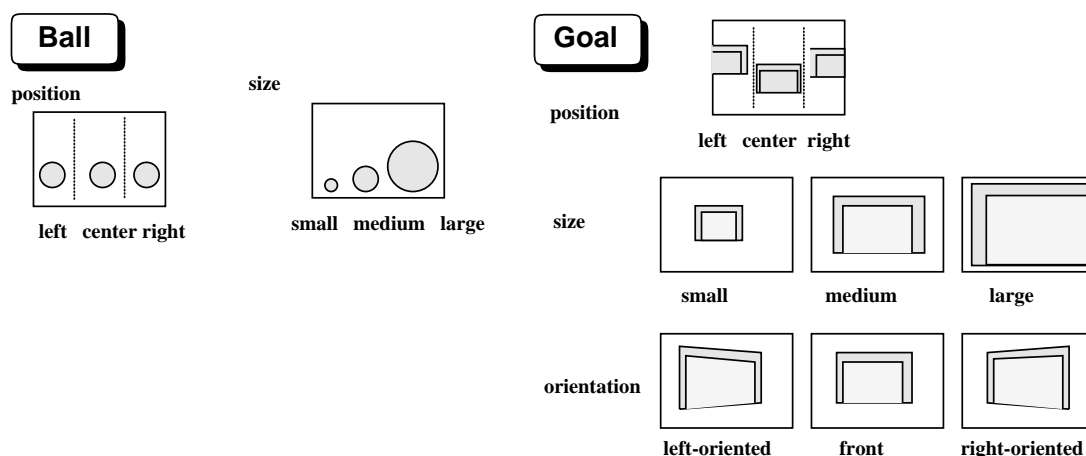 Ball
position
size
left center right
small medium large
Goal
position
left center right
size
small medium large
orientation
left-oriented front right-oriented